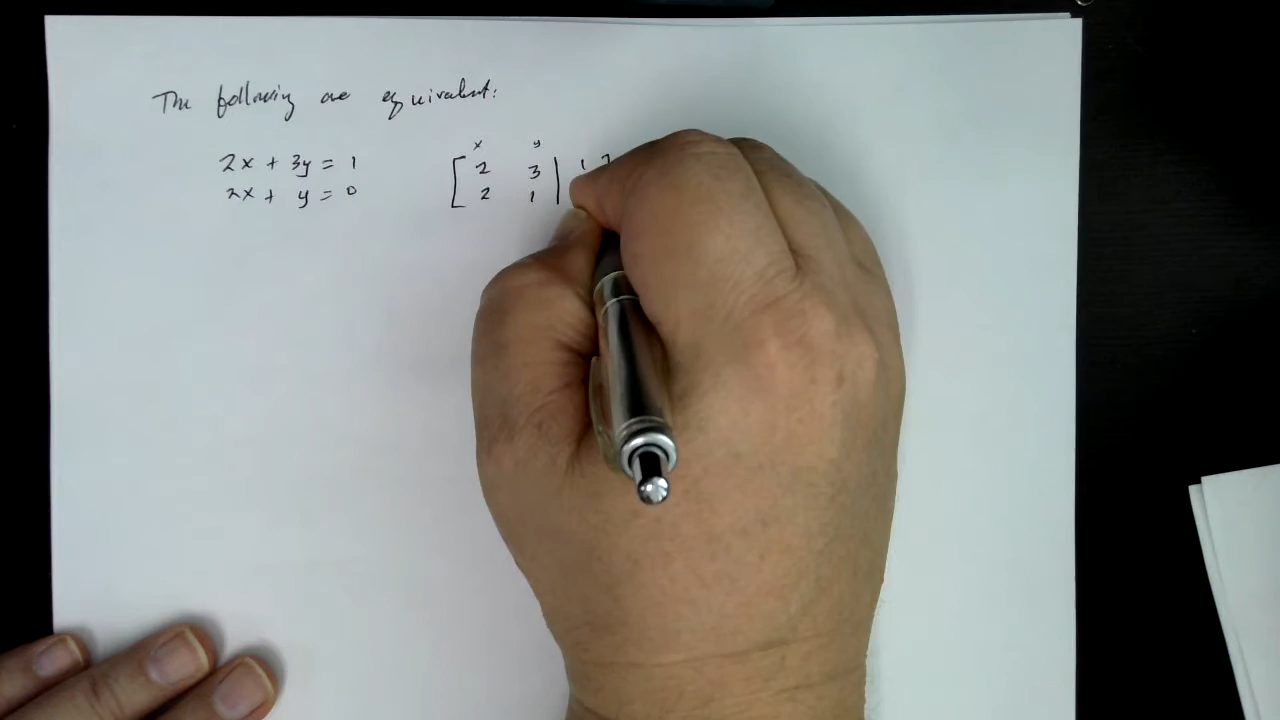 The following are equivalent:
x y
2x + 3y = 1 [ 2 3 | 1 ]
2x + y = 0 [ 2 1 |